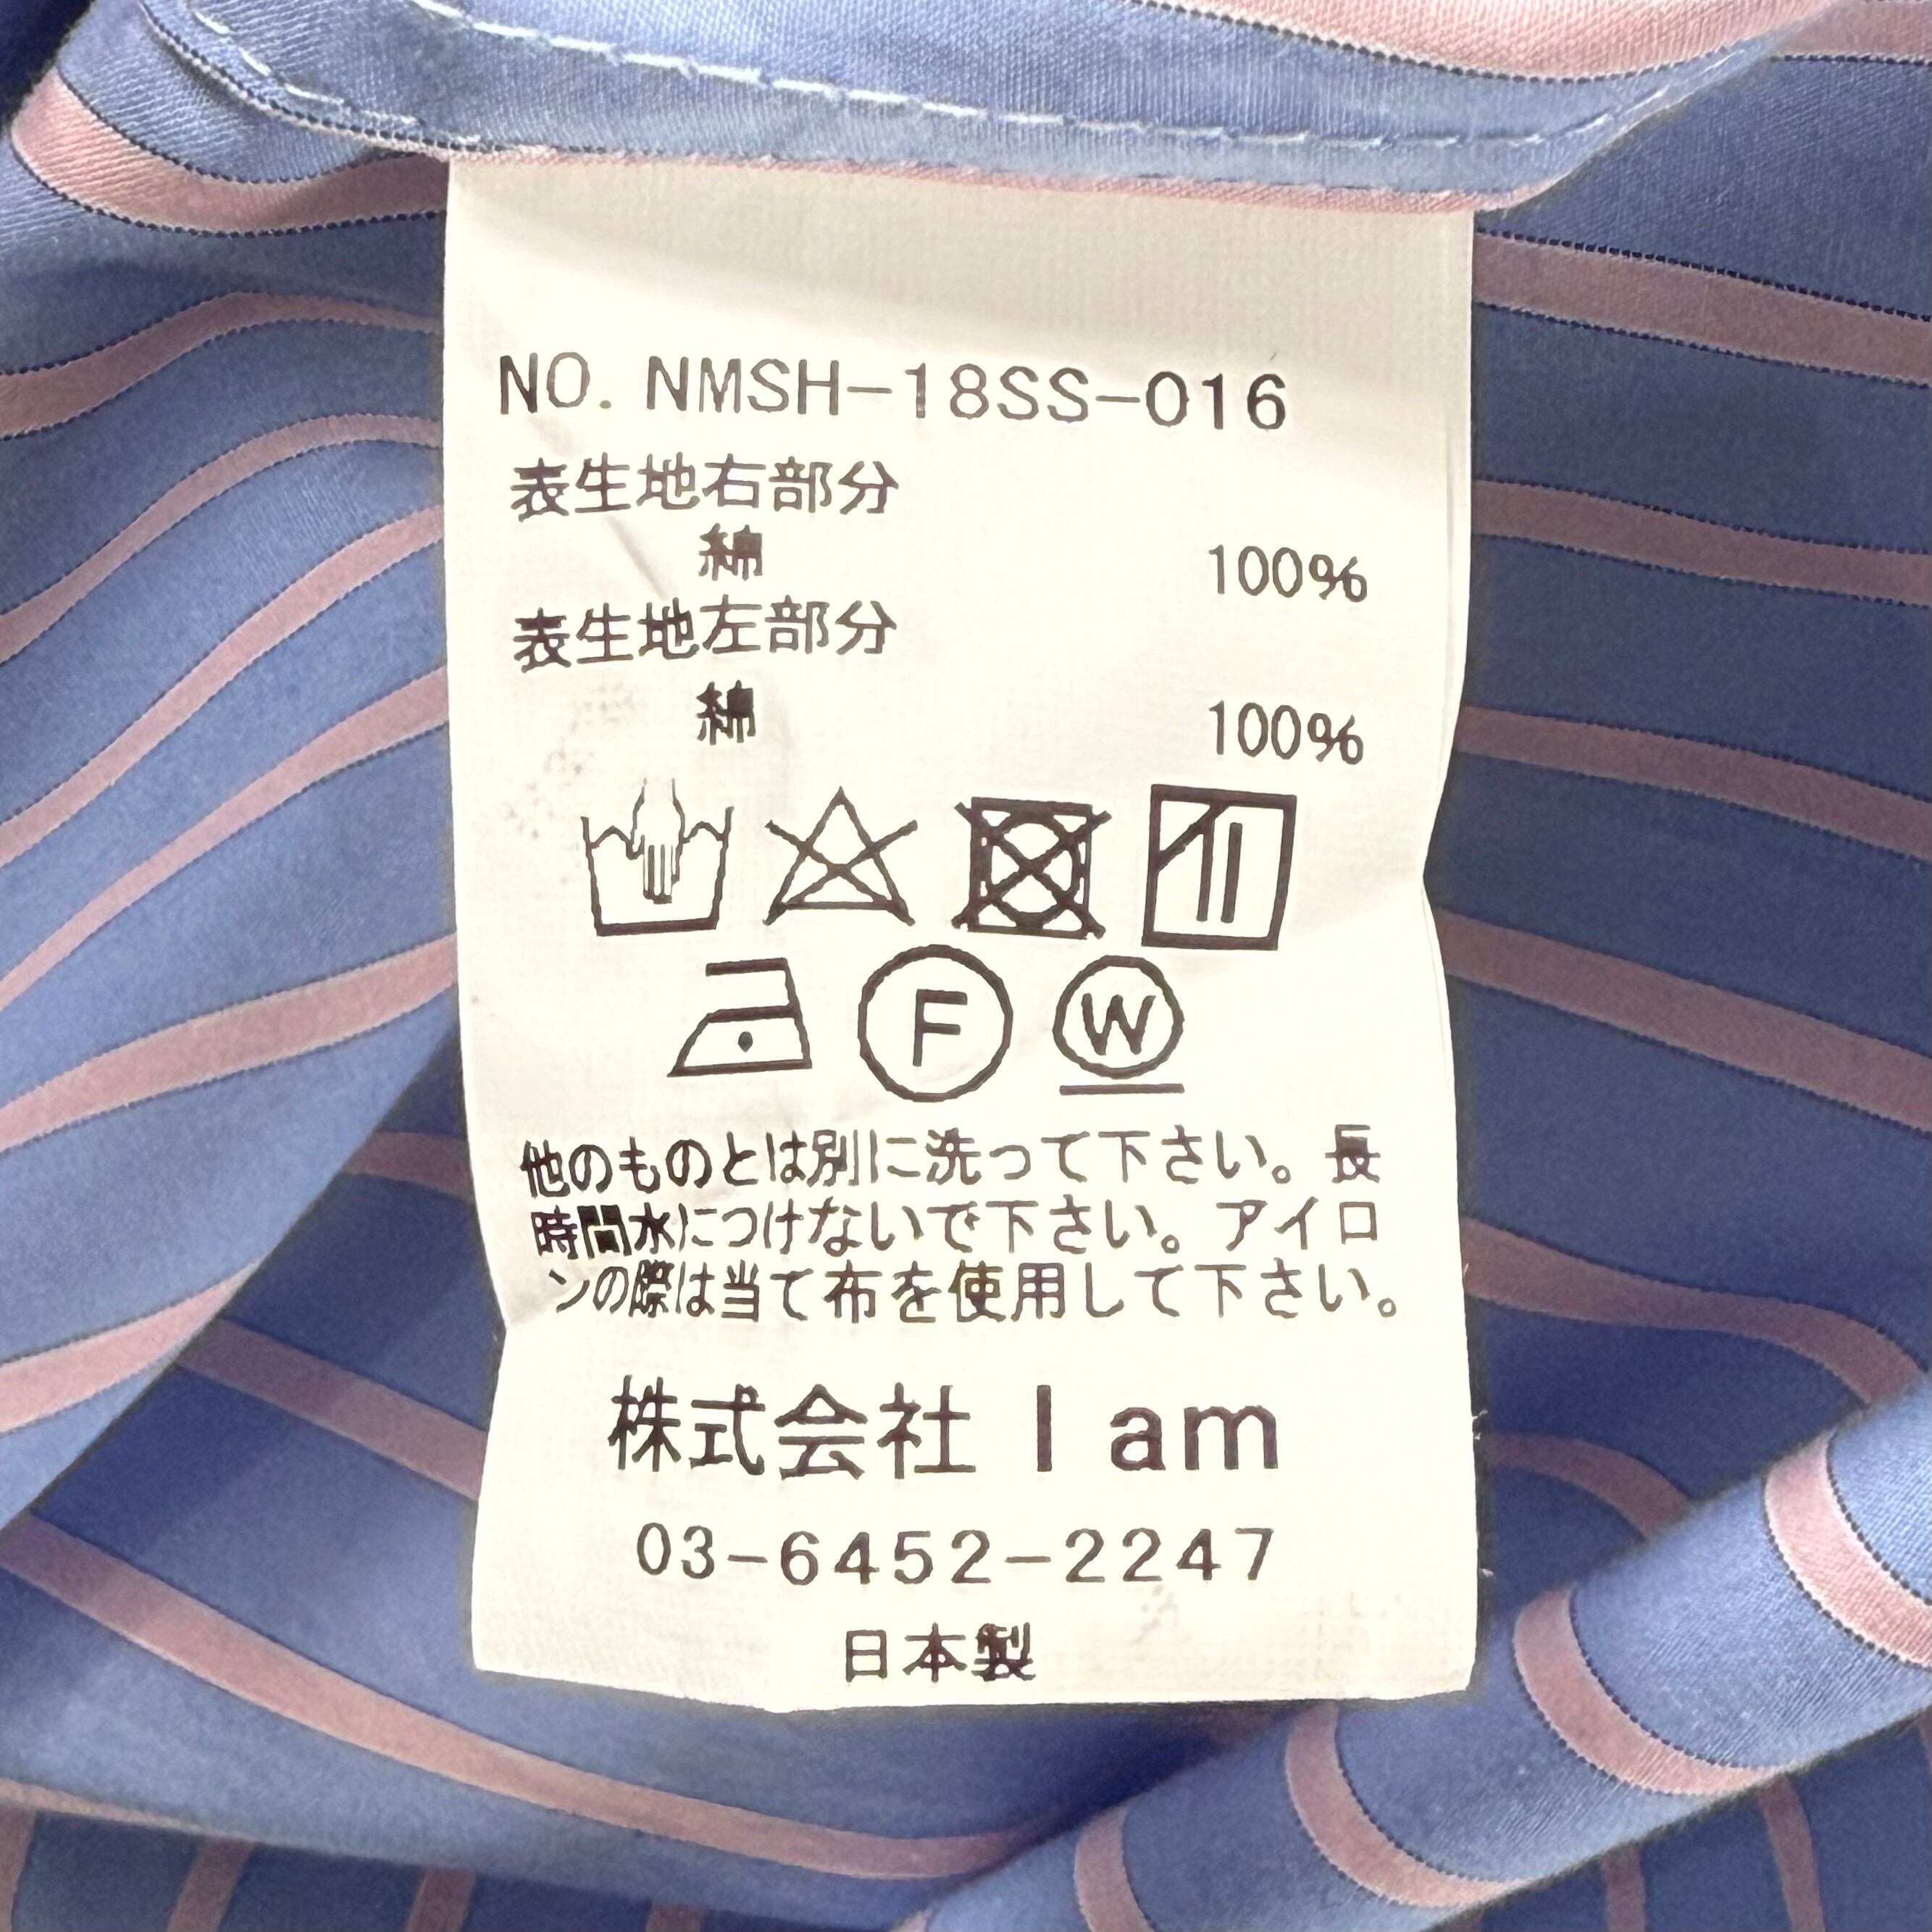 NO. NMSH-18SS-016
表生地右部分
綿 100%
表生地左部分
綿 100%
F W
他のものとは別に洗って下さい。長
時間水につけないで下さい。アイロ
ンの際は当て布を使用して下さい。
株式会社 I am
03-6452-2247
日本製